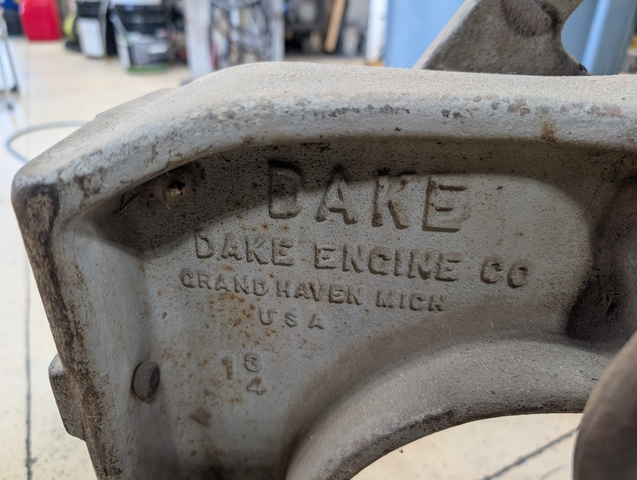 DAKE
DAKE ENGINE CO
GRAND HAVEN MICH
U S A
1 3/4